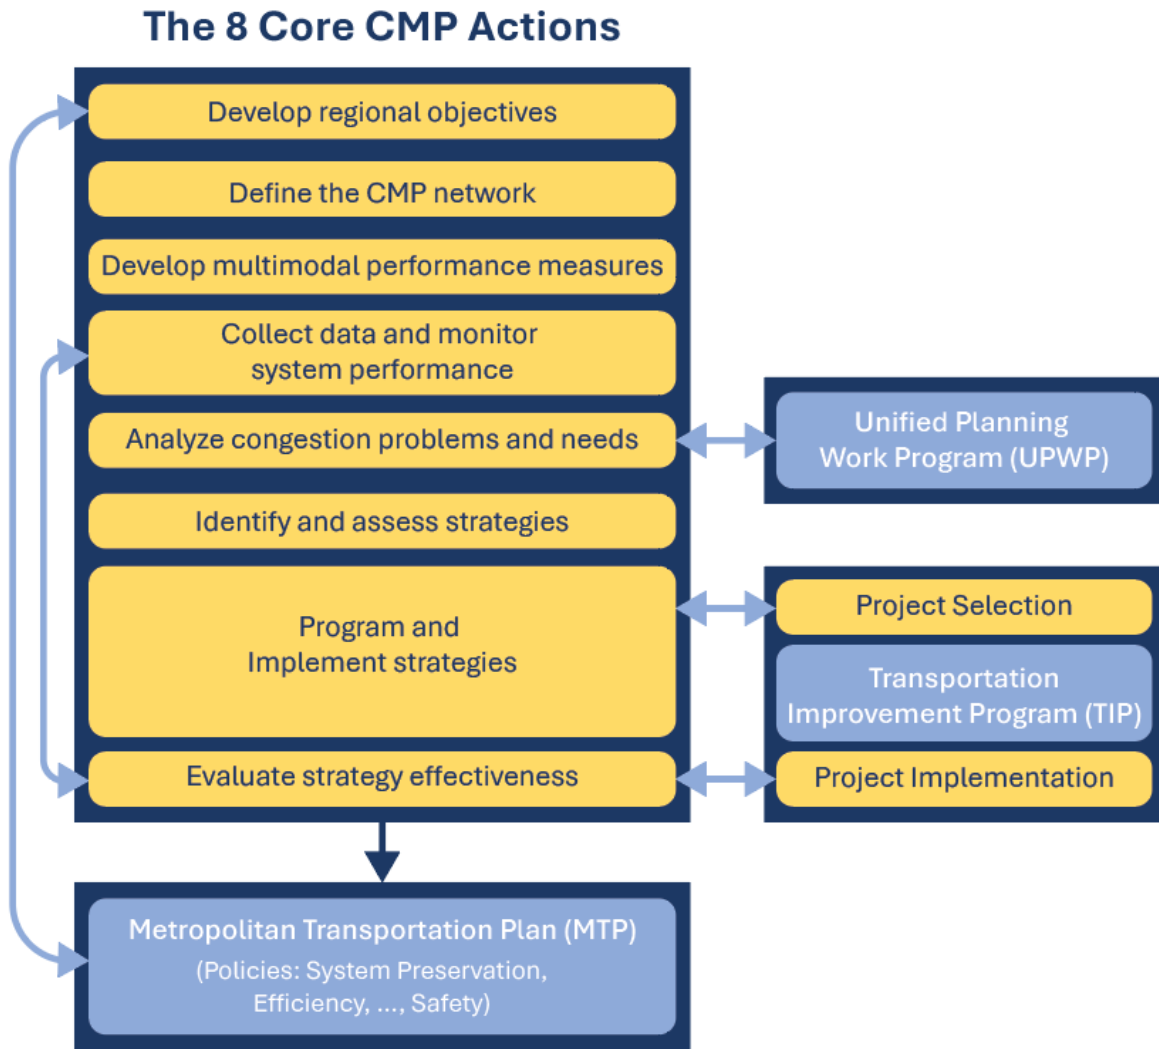 The 8 Core CMP Actions
Develop regional objectives
Define the CMP network
Develop multimodal performance measures
Collect data and monitor
system performance
Analyze congestion problems and needs
Identify and assess strategies
Program and
Implement strategies
Evaluate strategy effectiveness
Unified Planning
Work Program (UPWP)
Project Selection
Transportation
Improvement Program (TIP)
Project Implementation
Metropolitan Transportation Plan (MTP)
(Policies: System Preservation,
Efficiency, ..., Safety)